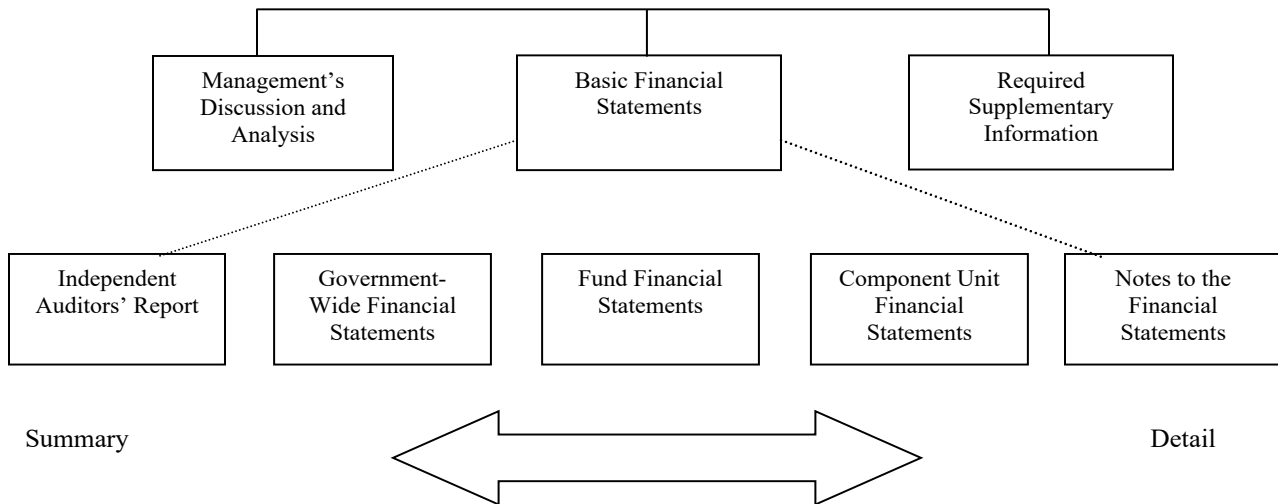 Management’s
Discussion and
Analysis
Basic Financial
Statements
Required
Supplementary
Information
Independent
Auditors’ Report
Government-
Wide Financial
Statements
Fund Financial
Statements
Component Unit
Financial
Statements
Notes to the
Financial
Statements
Summary
Detail